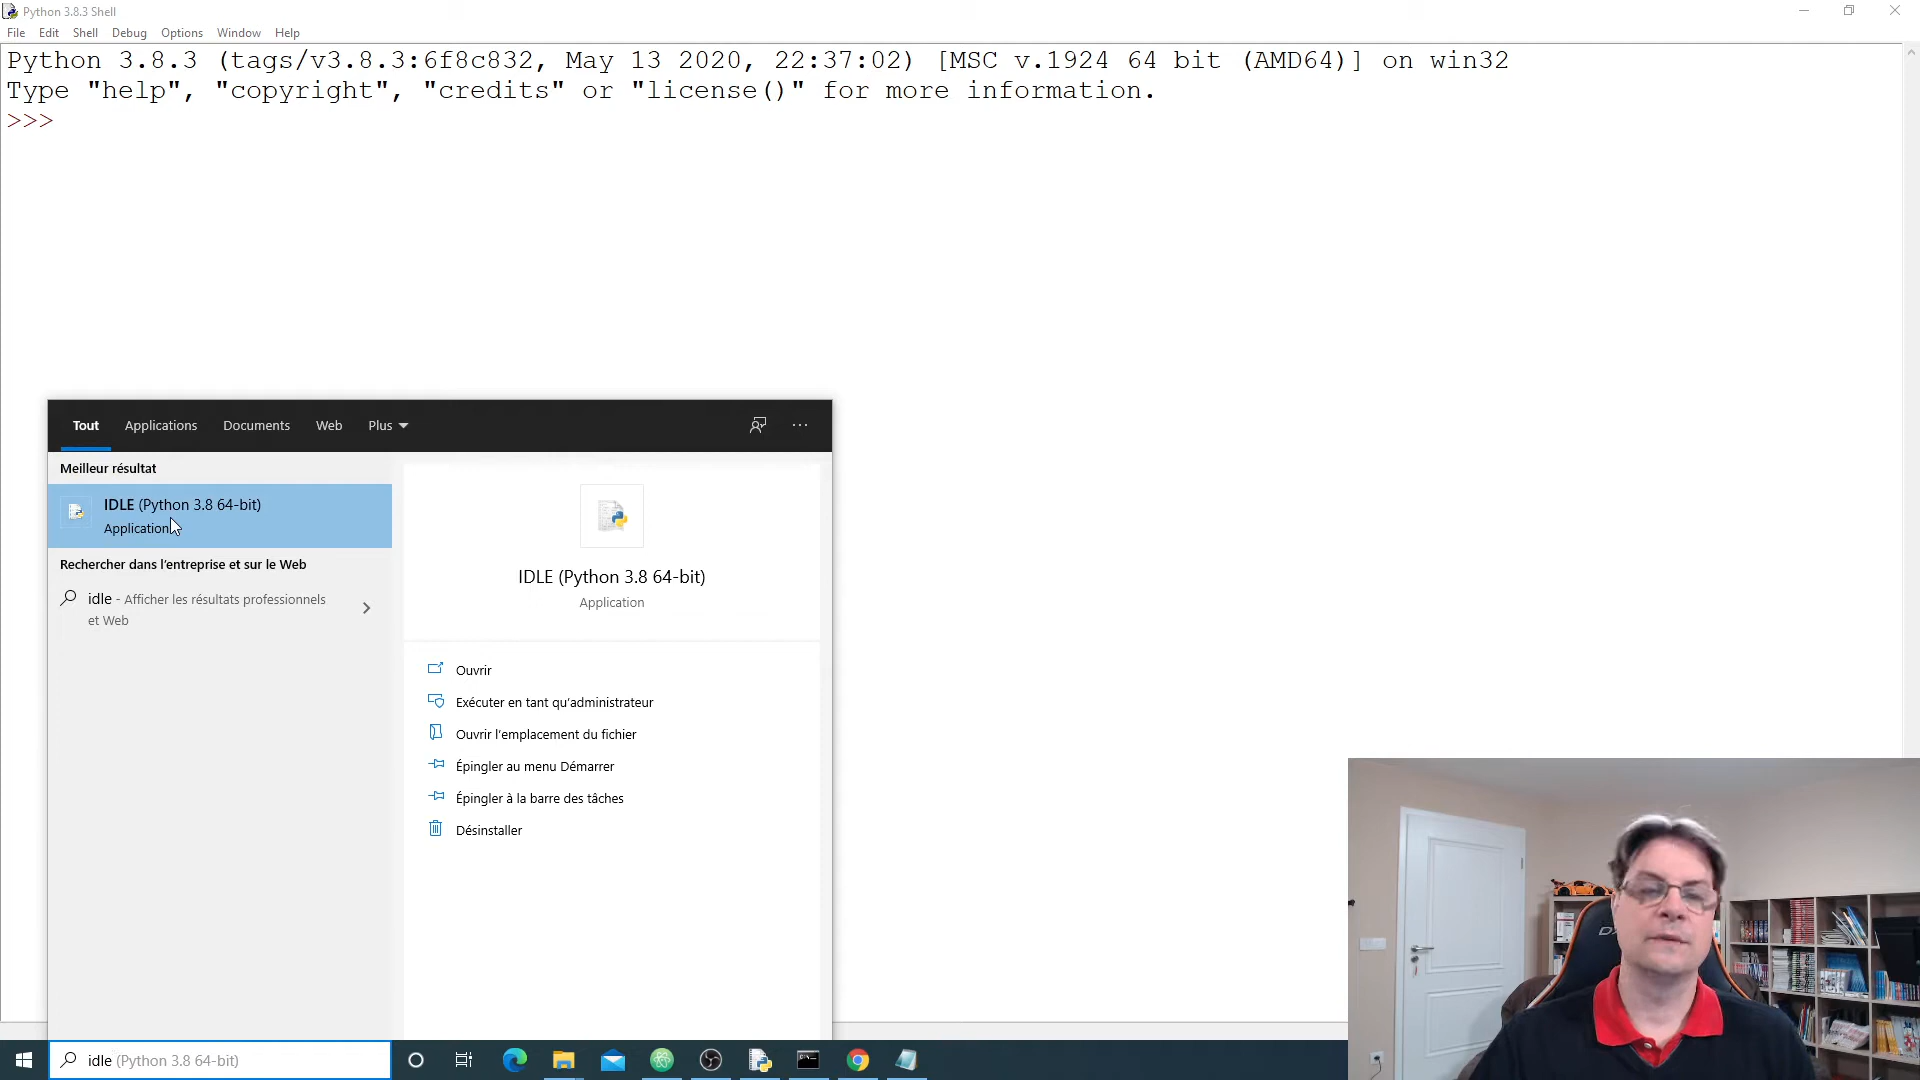 Python 3.8.3 Shell
File Edit Shell Debug Options Window Help
Python 3.8.3 (tags/v3.8.3:6f8c832, May 13 2020, 22:37:02) [MSC v.1924 64 bit (AMD64)] on win32
Type "help", "copyright", "credits" or "license()" for more information.
>>>
Tout Applications Documents Web Plus
Meilleur résultat
IDLE (Python 3.8 64-bit)
Application
Rechercher dans l’entreprise et sur le Web
idle - Afficher les résultats professionnels
et Web
IDLE (Python 3.8 64-bit)
Application
Ouvrir
Exécuter en tant qu’administrateur
Ouvrir l’emplacement du fichier
Épingler au menu Démarrer
Épingler à la barre des tâches
Désinstaller
idle (Python 3.8 64-bit)